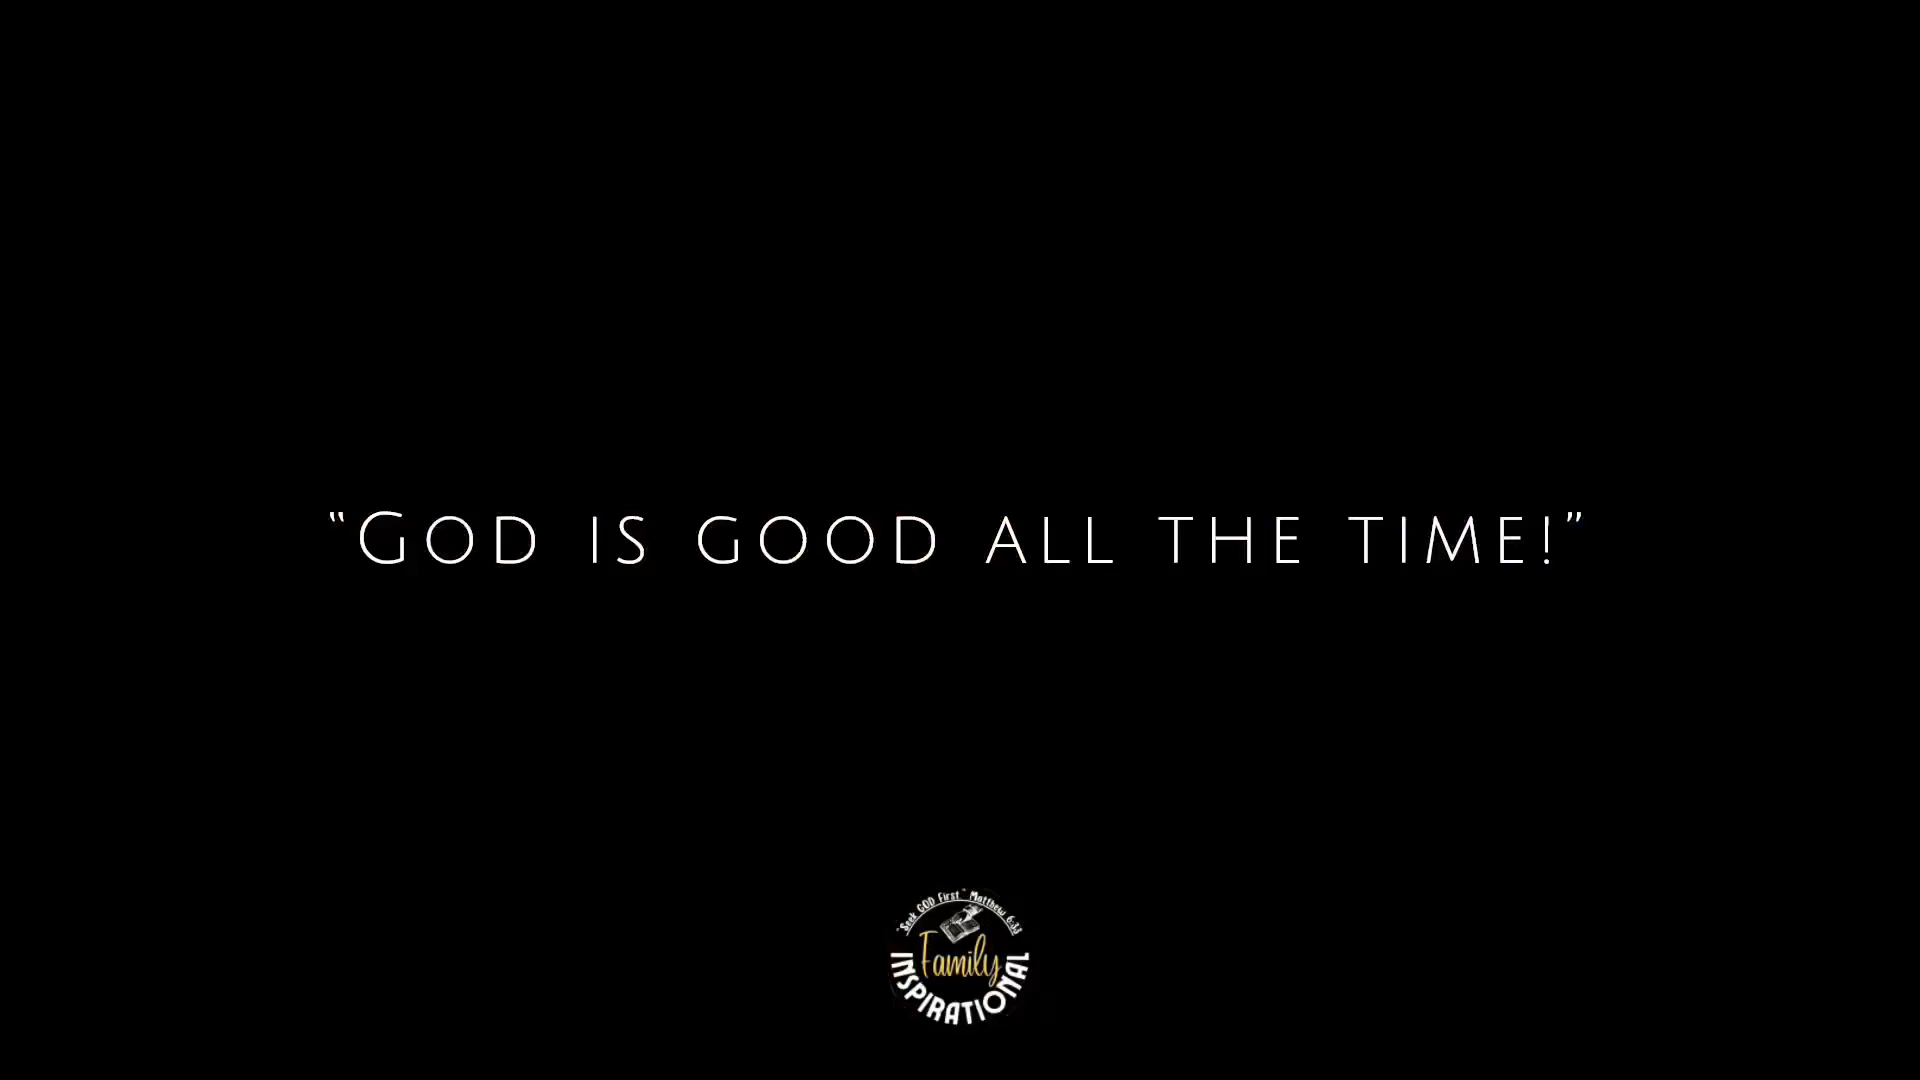 “God is good all the time!”
"Seek GOD First" Matthew 6:33
Family
INSPIRATIONAL